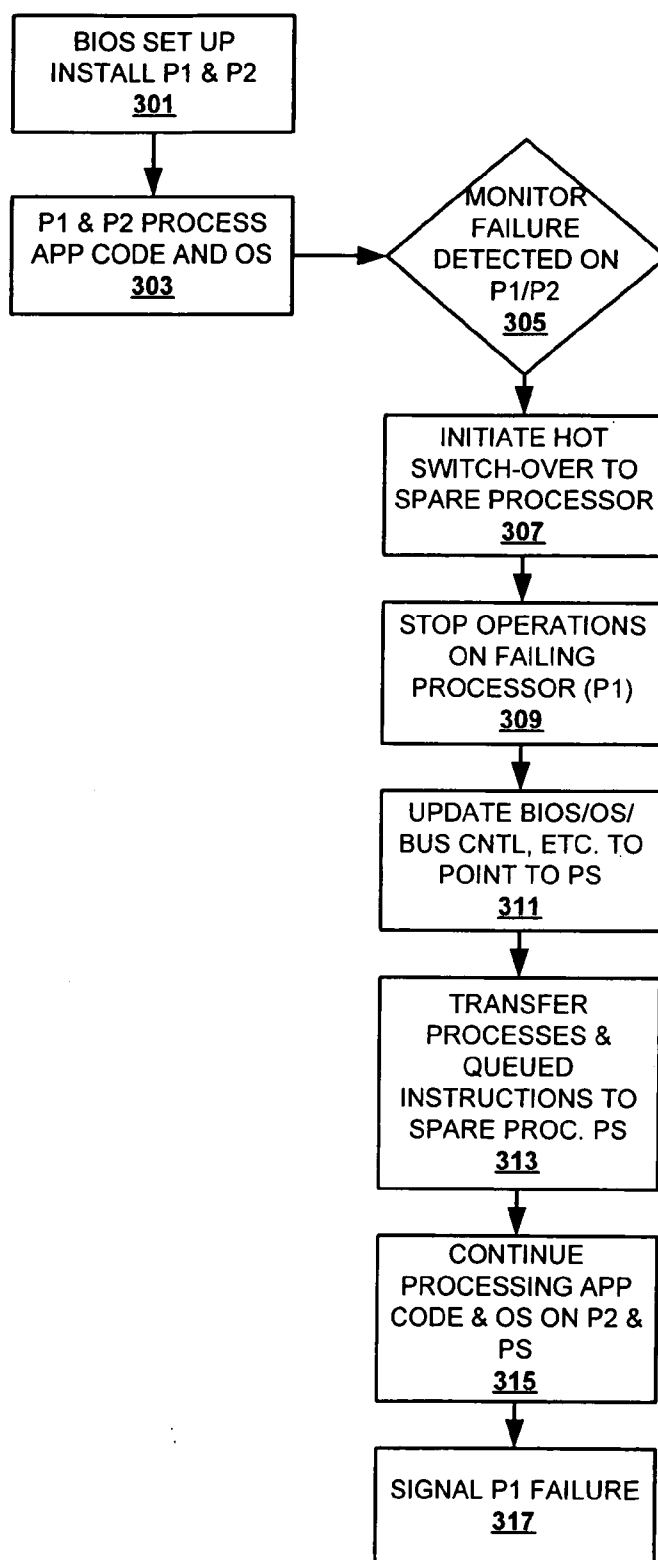 BIOS SET UP
INSTALL P1 & P2
301
P1 & P2 PROCESS
APP CODE AND OS
303
MONITOR
FAILURE
DETECTED ON
P1/P2
305
INITIATE HOT
SWITCH-OVER TO
SPARE PROCESSOR
307
STOP OPERATIONS
ON FAILING
PROCESSOR (P1)
309
UPDATE BIOS/OS/
BUS CNTL, ETC. TO
POINT TO PS
311
TRANSFER
PROCESSES &
QUEUED
INSTRUCTIONS TO
SPARE PROC. PS
313
CONTINUE
PROCESSING APP
CODE & OS ON P2 &
PS
315
SIGNAL P1 FAILURE
317